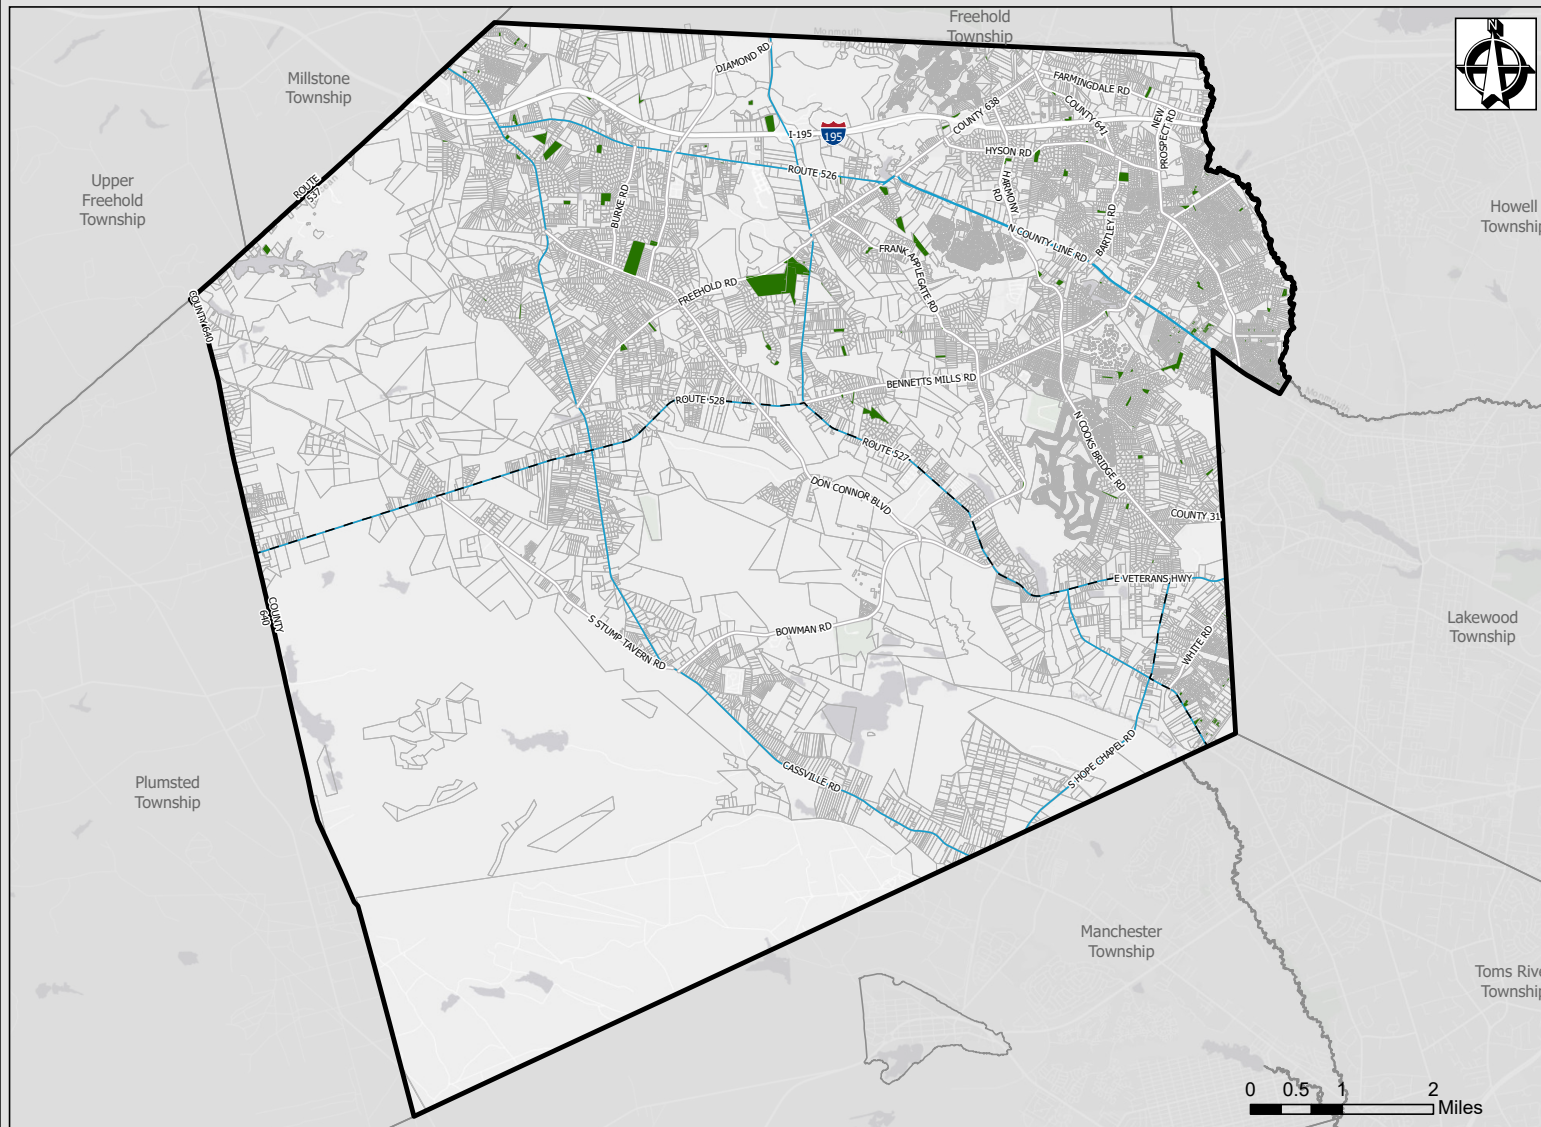 Freehold
Township
N
Millstone
Township
DIAMOND RD
FARMINGDALE RD
COUNTY 638
COUNTY 641
NEW
PROSPECT RD
I-195
195
HYSON RD
ROUTE 526
Upper
Freehold
Township
ROUTE
537
BURKE RD
HARMONY
RD
BARTLEY RD
N COUNTY LINE RD
Howell
Township
FRANK APPLEGATE RD
FREEHOLD RD
COUNTY 640
BENNETTS MILLS RD
ROUTE 528
Monmouth
N COOKS BRIDGE RD
ROUTE 527
DON CONNOR BLVD
COUNTY 31
E VETERANS HWY
COUNTY
640
S STUMP TAVERN RD
BOWMAN RD
WHITE RD
Lakewood
Township
S HOPE CHAPEL RD
CASSVILLE RD
Plumsted
Township
Manchester
Township
Toms Rive
Township
0 0.5 1 2
Miles